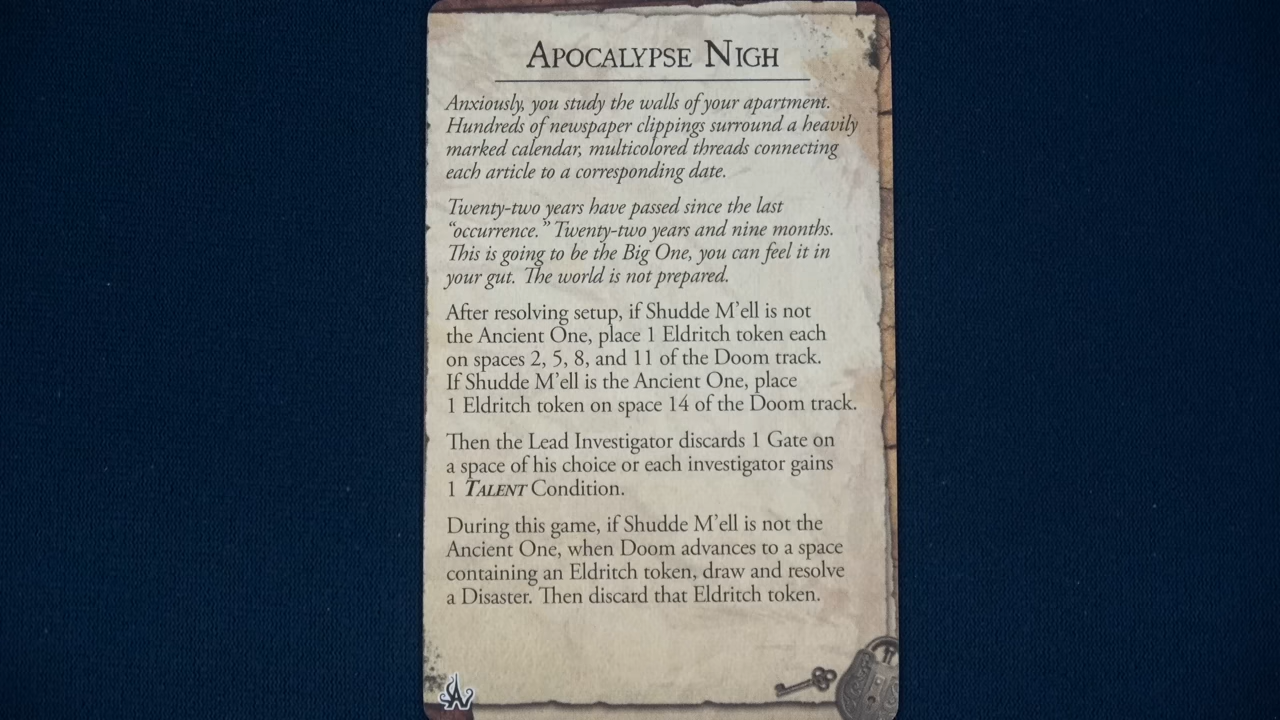 Apocalypse Nigh
Anxiously, you study the walls of your apartment.
Hundreds of newspaper clippings surround a heavily
marked calendar, multicolored threads connecting
each article to a corresponding date.
Twenty-two years have passed since the last
“occurrence.” Twenty-two years and nine months.
This is going to be the Big One, you can feel it in
your gut. The world is not prepared.
After resolving setup, if Shudde M’ell is not
the Ancient One, place 1 Eldritch token each
on spaces 2, 5, 8, and 11 of the Doom track.
If Shudde M’ell is the Ancient One, place
1 Eldritch token on space 14 of the Doom track.
Then the Lead Investigator discards 1 Gate on
a space of his choice or each investigator gains
1 Talent Condition.
During this game, if Shudde M’ell is not the
Ancient One, when Doom advances to a space
containing an Eldritch token, draw and resolve
a Disaster. Then discard that Eldritch token.